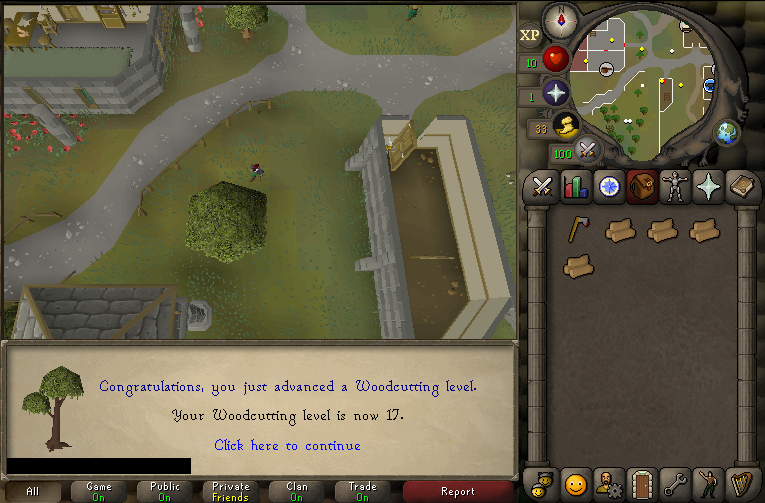 N
XP
10
1
33
100
Congratulations, you just advanced a Woodcutting level.
Your Woodcutting level is now 17.
Click here to continue
All
Game
On
Public
On
Private
Friends
Clan
On
Trade
On
Report